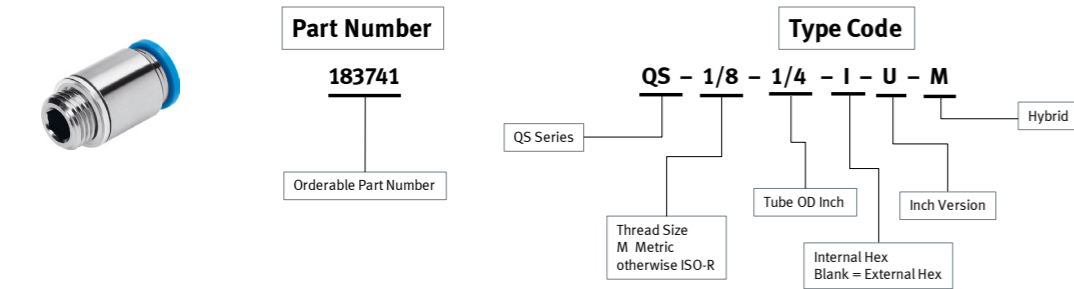 Part Number
183741
Orderable Part Number
Type Code
QS – 1/8 – 1/4 – I – U – M
QS Series
Thread Size
M Metric
otherwise ISO-R
Tube OD Inch
Internal Hex
Blank = External Hex
Inch Version
Hybrid